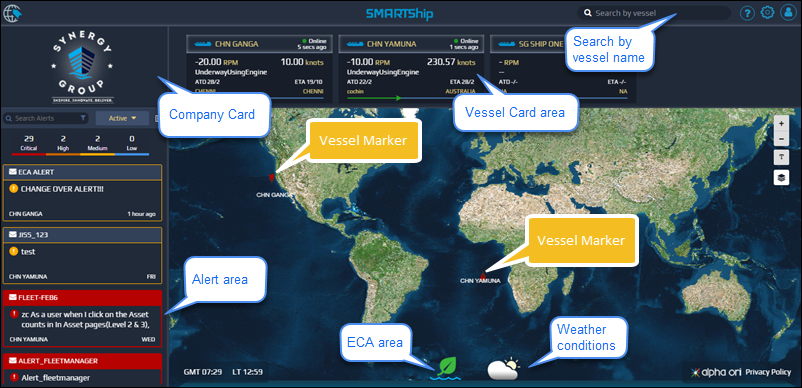 SMARTShip
Search by vessel
Search by vessel name
SYNERGY
GROUP
INSPIRE. INNOVATE. DELIVER.
CHN GANGA
Online
5 secs ago
-20.00 RPM
10.00 knots
UnderwayUsingEngine
ATD 28/2
ETA 19/10
CHENNI
CHENNI
CHN YAMUNA
Online
1 secs ago
-10.00 RPM
230.57 knots
UnderwayUsingEngine
ATD 22/2
ETA 28/2
cochin
AUSTRALIA
SG SHIP ONE
- RPM
--
ATD -/-
ETA -/-
NA
NA
Company Card
Vessel Card area
Search Alerts
Active
29
2
2
0
Critical
High
Medium
Low
ECA ALERT
CHANGE OVER ALERT!!!
CHN GANGA
1 hour ago
JISS_123
test
CHN YAMUNA
FRI
Alert area
FLEET-FEB6
zc As a user when I click on the Asset
counts in In Asset pages(Level 2 & 3),
CHN YAMUNA
WED
ALERT_FLEETMANAGER
Alert_fleetmanager
Vessel Marker
CHN GANGA
Vessel Marker
CHN YAMUNA
ECA area
Weather conditions
GMT 07:29 LT 12:59
alpha ori
Privacy Policy